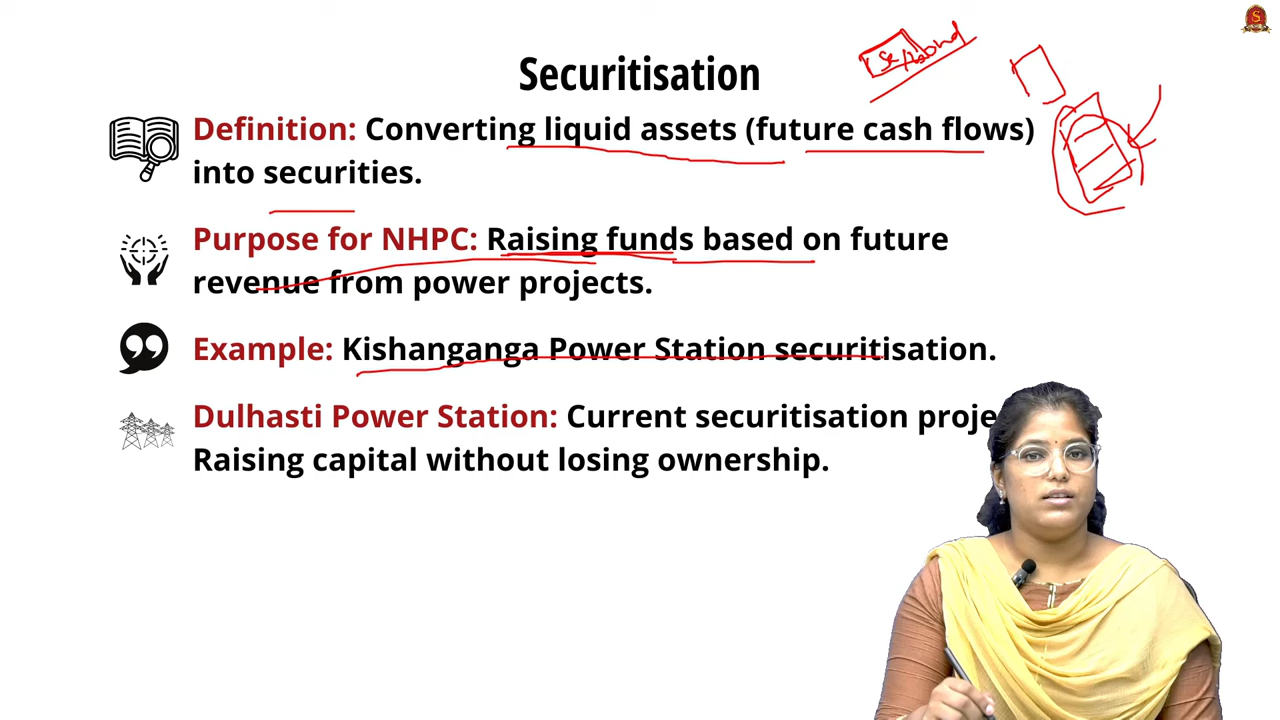 Securitisation
Definition: Converting liquid assets (future cash flows)
into securities.
Purpose for NHPC: Raising funds based on future
revenue from power projects.
Example: Kishanganga Power Station securitisation.
Dulhasti Power Station: Current securitisation
Raising capital without losing ownership.